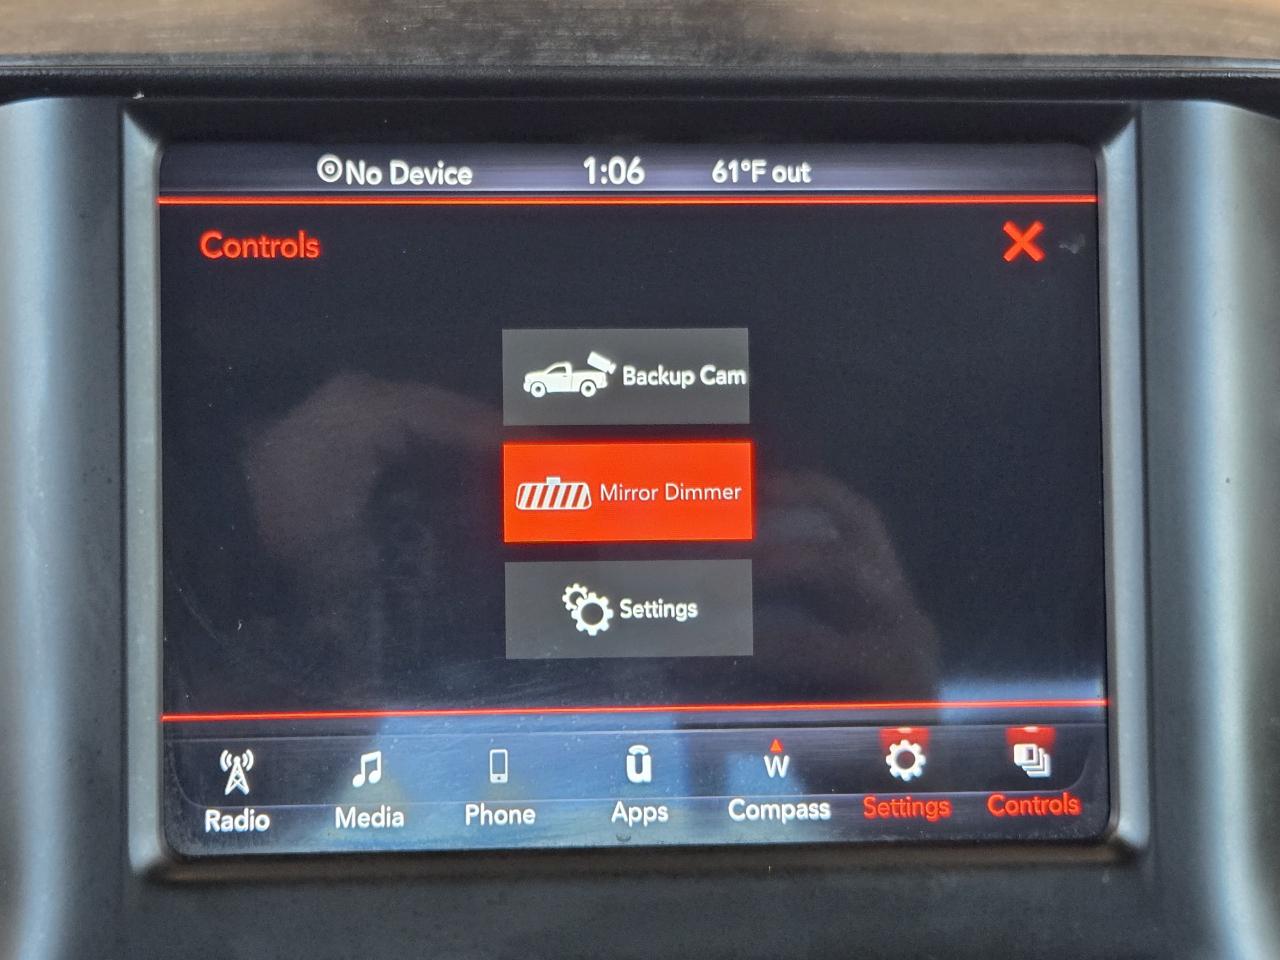 No Device 1:06 61°F out
Controls
Backup Cam
Mirror Dimmer
Settings
W
Radio Media Phone Apps Compass Settings Controls